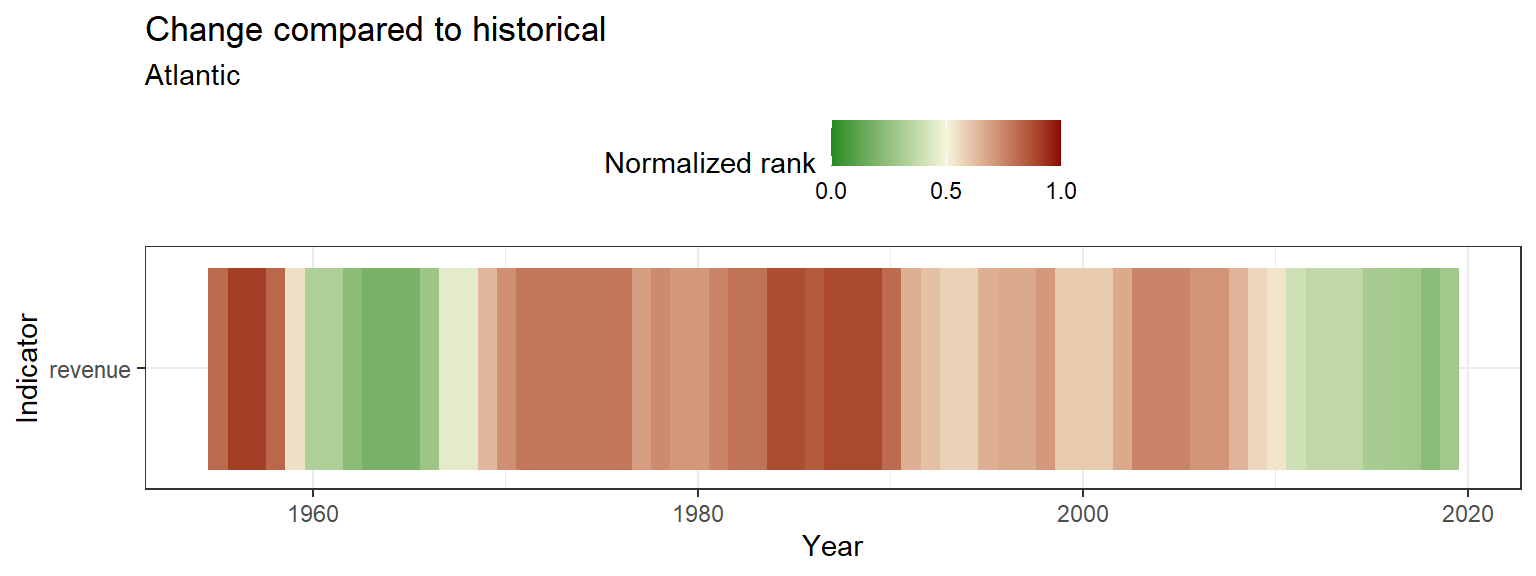 Change compared to historical
Atlantic
Normalized rank
0.0 0.5 1.0
Indicator
revenue
1960 1980 2000 2020
Year